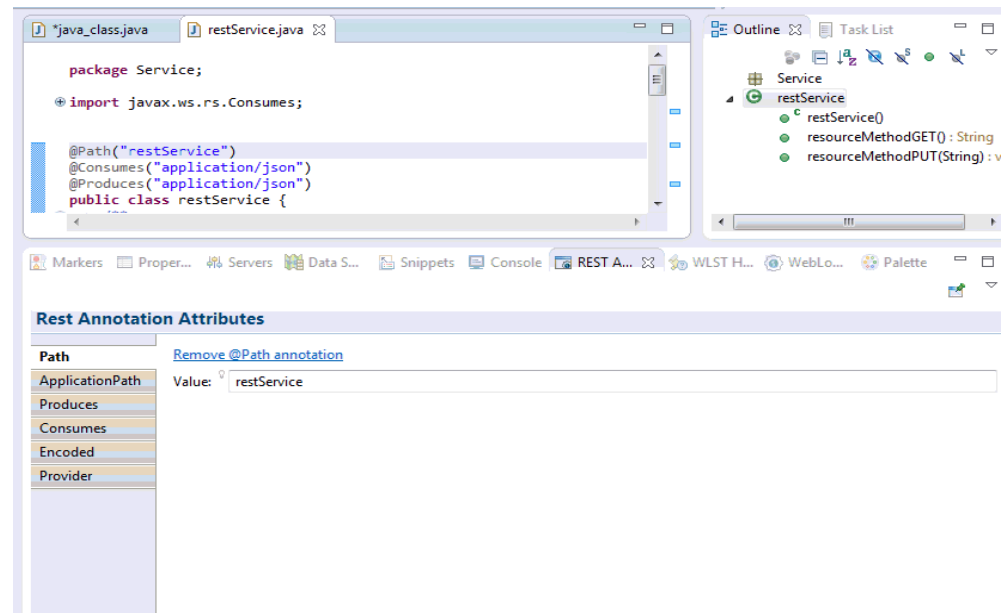 *java_class.java
restService.java
package Service;
import javax.ws.rs.Consumes;
@Path("restService")
@Consumes("application/json")
@Produces("application/json")
public class restService {
Outline
Task List
Service
restService
restService()
resourceMethodGET() : String
resourceMethodPUT(String) : v
Markers Proper... Servers Data S... Snippets Console REST A... WLST H... WebLo... Palette
Rest Annotation Attributes
Path
Remove @Path annotation
ApplicationPath
Value: restService
Produces
Consumes
Encoded
Provider